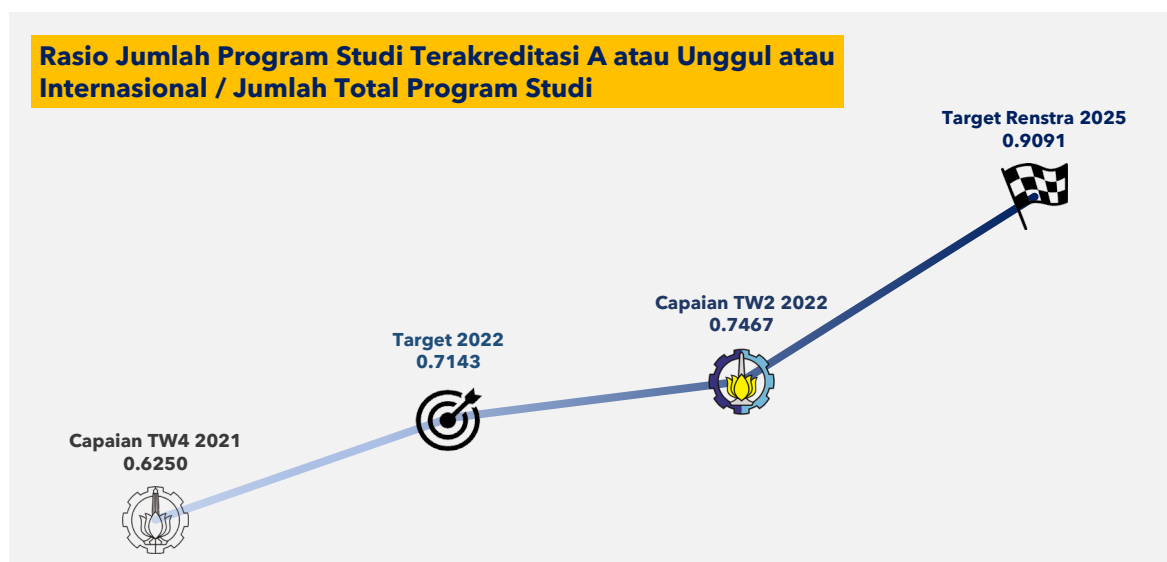 Rasio Jumlah Program Studi Terakreditasi A atau Unggul atau
Internasional / Jumlah Total Program Studi
Target Renstra 2025
0.9091
Capaian TW2 2022
0.7467
Target 2022
0.7143
Capaian TW4 2021
0.6250